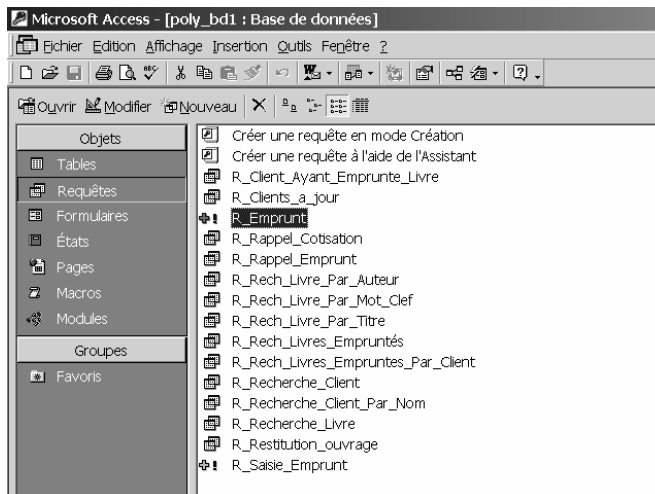 Microsoft Access - [poly_bd1 : Base de données]
Fichier Edition Affichage Insertion Outils Fenêtre ?
Ouvrir Modifier Nouveau
Objets
Tables
Requêtes
Formulaires
États
Pages
Macros
Modules
Groupes
Favoris
Créer une requête en mode Création
Créer une requête à l'aide de l'Assistant
R_Client_Ayant_Emprunte_Livre
R_Clients_a_jour
R_Emprunt
R_Rappel_Cotisation
R_Rappel_Emprunt
R_Rech_Livre_Par_Auteur
R_Rech_Livre_Par_Mot_Clef
R_Rech_Livre_Par_Titre
R_Rech_Livres_Empruntés
R_Rech_Livres_Empruntes_Par_Client
R_Recherche_Client
R_Recherche_Client_Par_Nom
R_Recherche_Livre
R_Restitution_ouvrage
R_Saisie_Emprunt